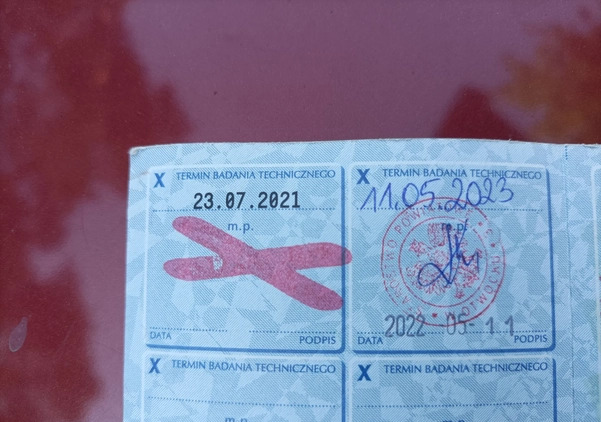 X TERMIN BADANIA TECHNICZNEGO
23.07.2021
m.p.
DATA PODPIS
X TERMIN BADANIA TECHNICZNEGO
11.05.2023
2022 -05- 11
DATA PODPIS
X TERMIN BADANIA TECHNICZNEGO
X TERMIN BADANIA TECHNICZNEGO